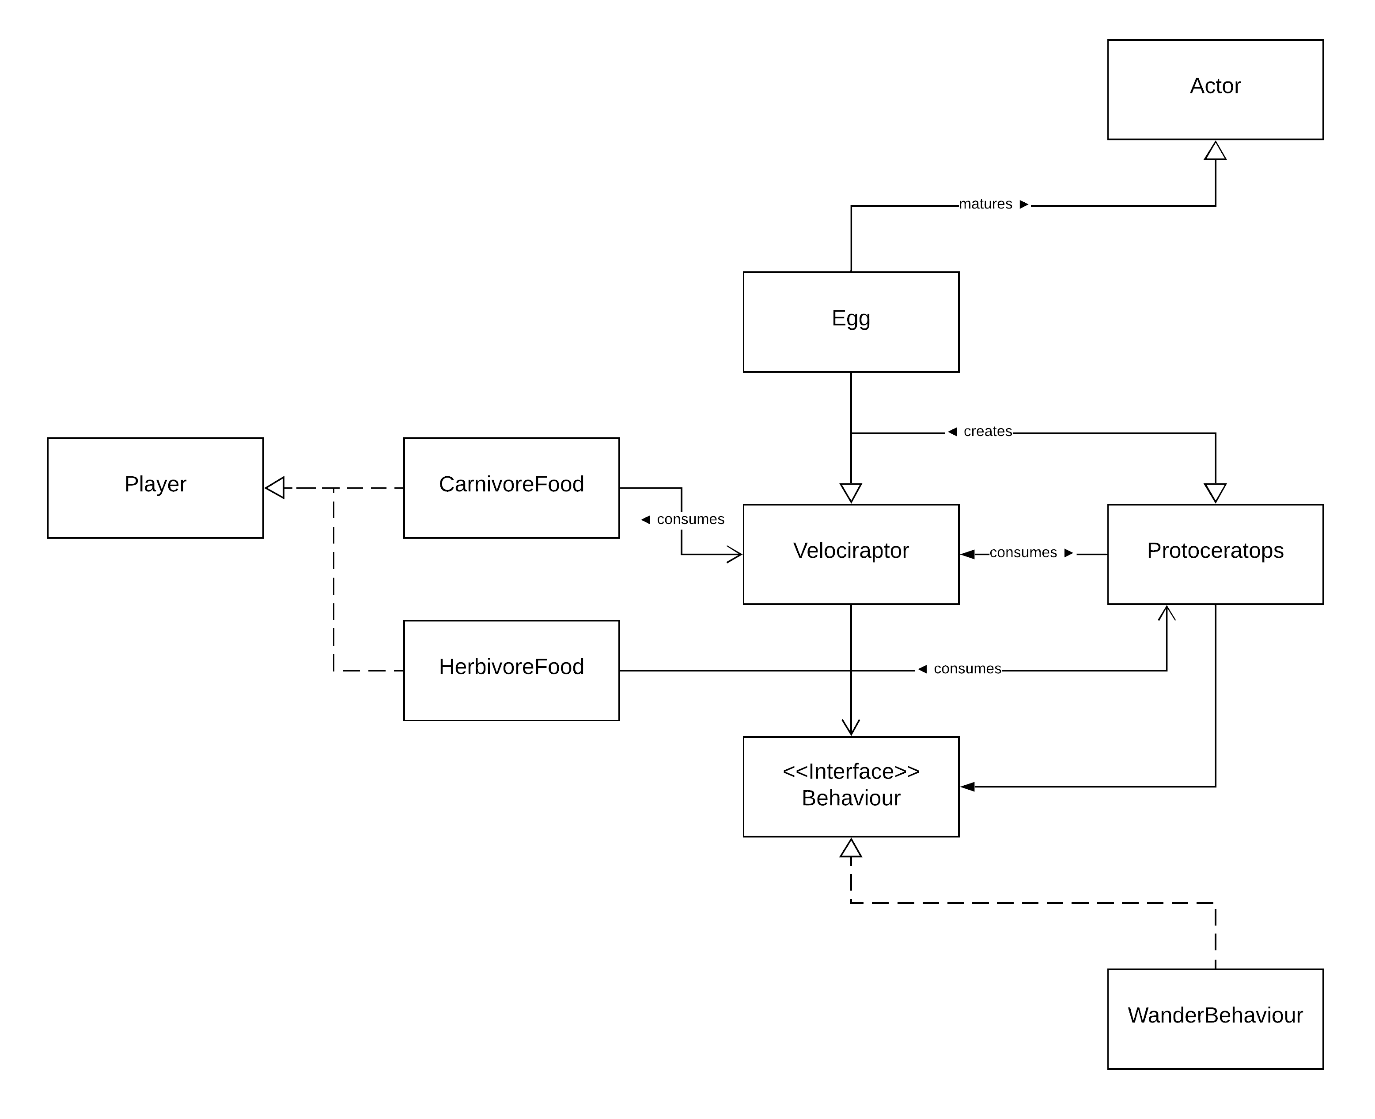 Actor
matures ►
Egg
◄ creates
Player
CarnivoreFood
◄ consumes
Velociraptor
consumes ►
Protoceratops
HerbivoreFood
◄ consumes
<<Interface>>
Behaviour
WanderBehaviour